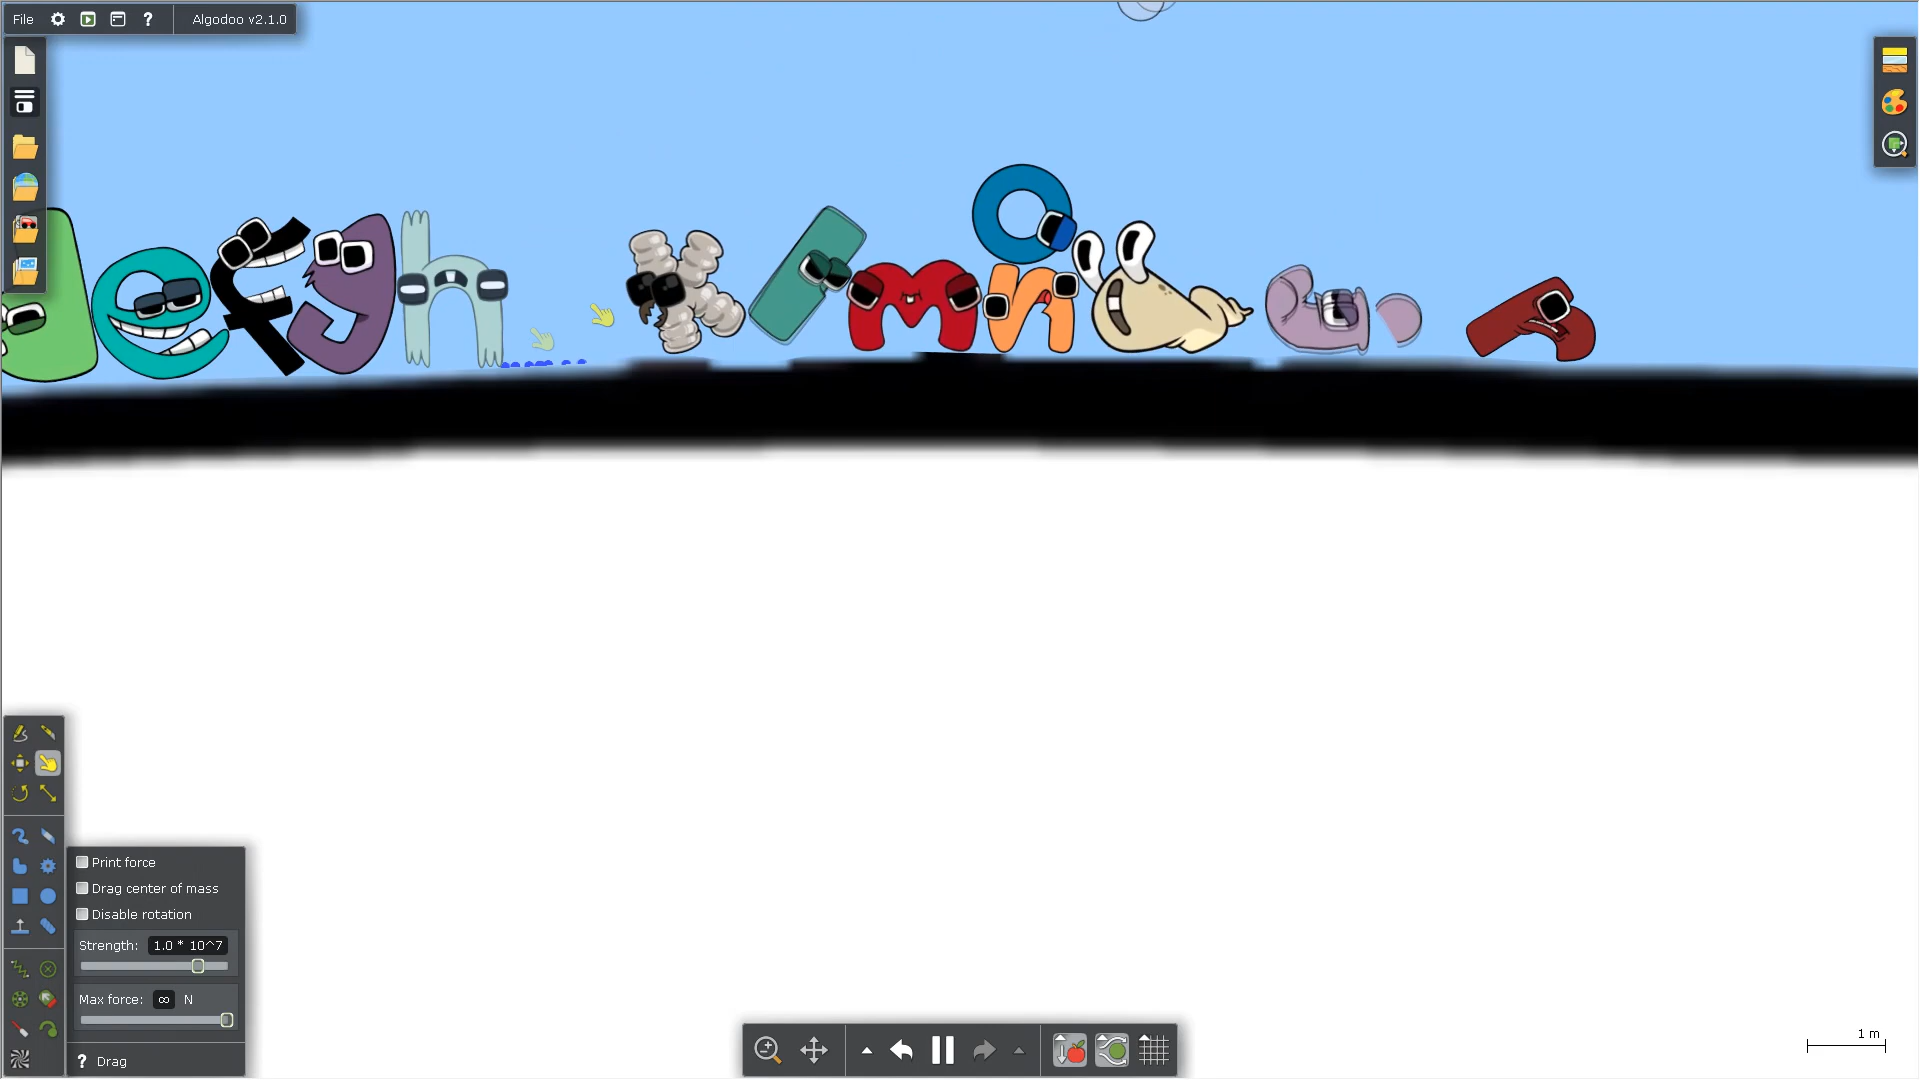 File ? Algodoo v2.1.0
d e f g h k l m n o r
Print force
Drag center of mass
Disable rotation
Strength: 1.0 * 10^7
Max force: ∞ N
? Drag
1 m